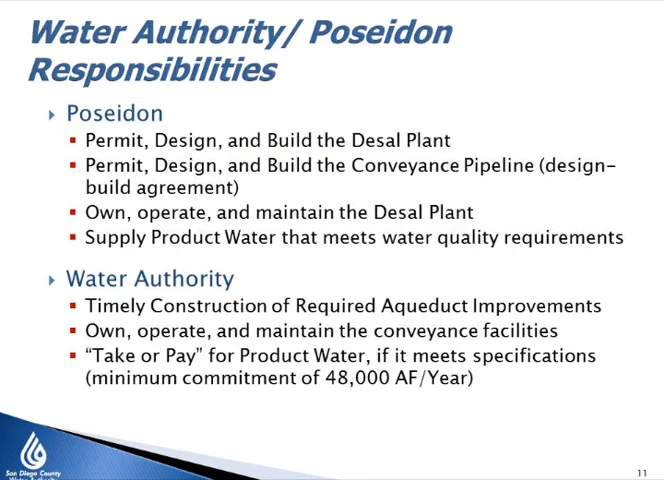 Water Authority/ Poseidon
Responsibilities
Poseidon
Permit, Design, and Build the Desal Plant
Permit, Design, and Build the Conveyance Pipeline (design-
build agreement)
Own, operate, and maintain the Desal Plant
Supply Product Water that meets water quality requirements
Water Authority
Timely Construction of Required Aqueduct Improvements
Own, operate, and maintain the conveyance facilities
“Take or Pay” for Product Water, if it meets specifications
(minimum commitment of 48,000 AF/Year)
San Diego County
Water Authority
11